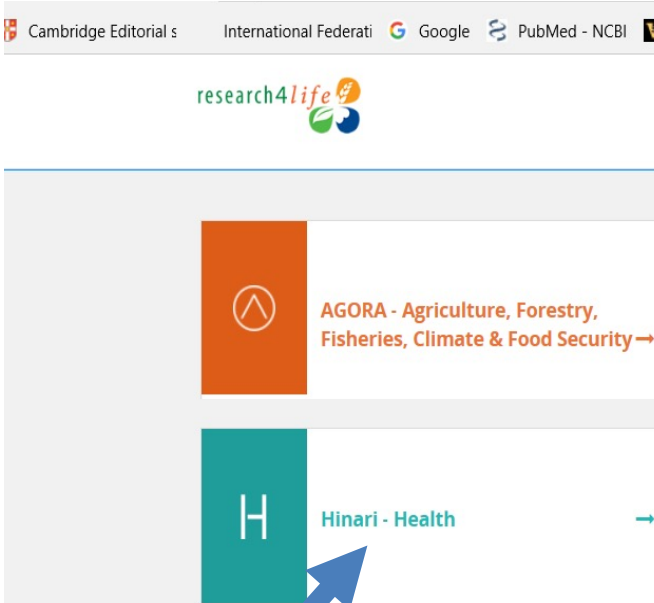 Cambridge Editorial s International Federati Google PubMed - NCBI
research4life
AGORA - Agriculture, Forestry,
Fisheries, Climate & Food Security→
H
Hinari - Health →